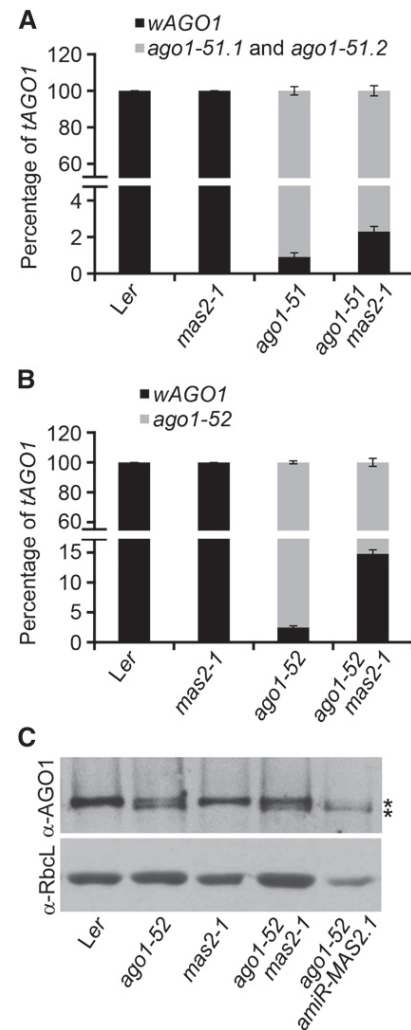 A
wAGO1
ago1-51.1 and ago1-51.2
Percentage of tAGO1
120
100
80
60
4
2
0
Ler
mas2-1
ago1-51
ago1-51
mas2-1
B
wAGO1
ago1-52
Percentage of tAGO1
120
100
80
60
15
10
5
0
Ler
mas2-1
ago1-52
ago1-52
mas2-1
C
α-AGO1
*
*
α-RbcL
Ler
ago1-52
mas2-1
ago1-52
mas2-1
ago1-52
amiR-MAS2.1